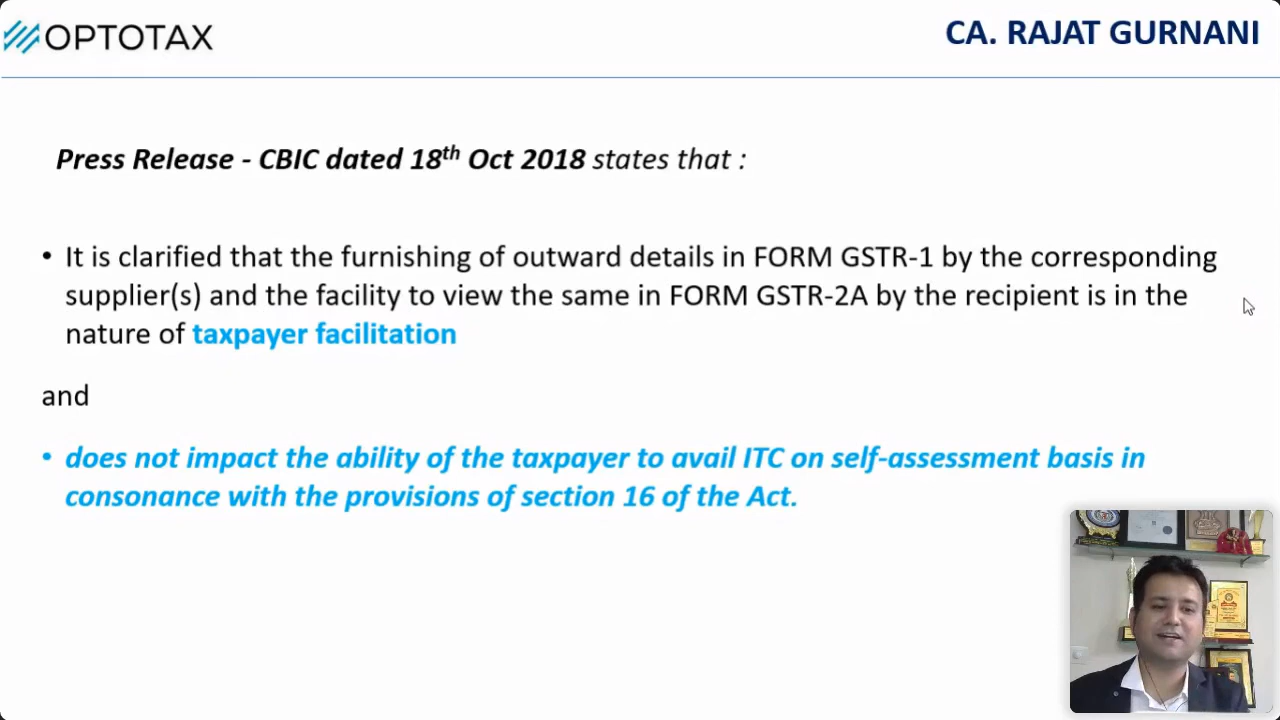 OPTOTAX
CA. RAJAT GURNANI
Press Release - CBIC dated 18th Oct 2018 states that :
• It is clarified that the furnishing of outward details in FORM GSTR-1 by the corresponding
supplier(s) and the facility to view the same in FORM GSTR-2A by the recipient is in the
nature of taxpayer facilitation
and
• does not impact the ability of the taxpayer to avail ITC on self-assessment basis in
consonance with the provisions of section 16 of the Act.